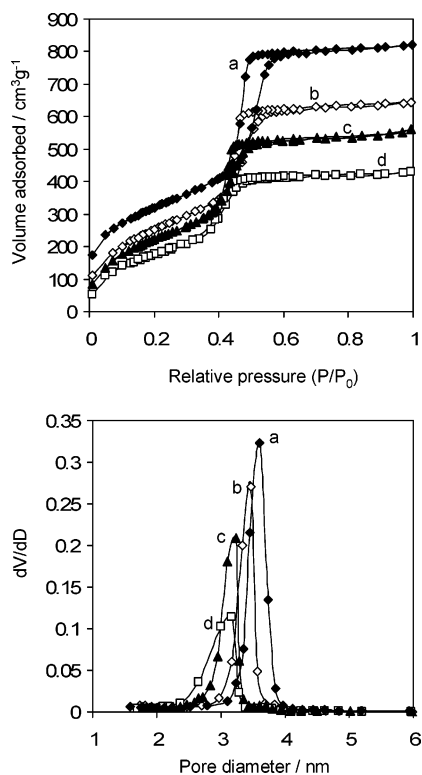 900
800
700
600
500
400
300
200
100
0
Volume adsorbed / cm³g⁻¹
a
b
c
d
0 0.2 0.4 0.6 0.8 1
Relative pressure (P/P₀)
0.35
0.3
0.25
0.2
0.15
0.1
0.05
0
dV/dD
a
b
c
d
1 2 3 4 5 6
Pore diameter / nm